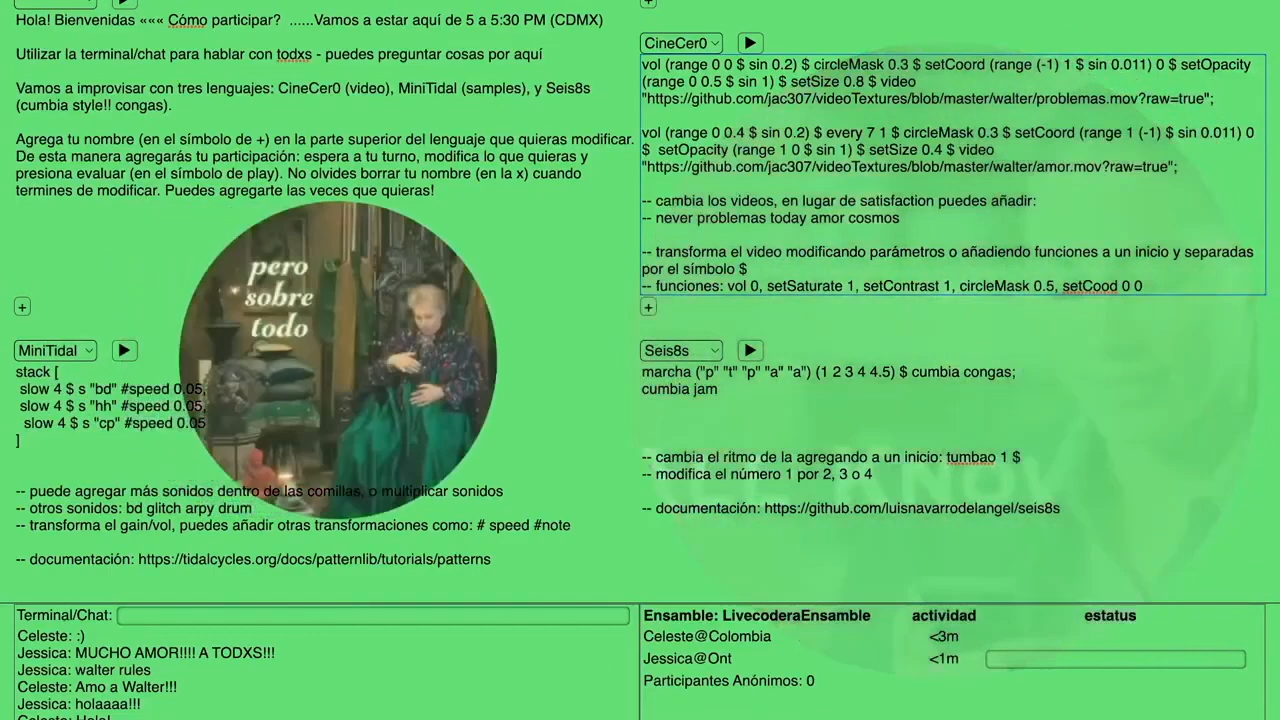 Hola! Bienvenidas ««« Cómo participar?  ......Vamos a estar aquí de 5 a 5:30 PM (CDMX)
Utilizar la terminal/chat para hablar con todxs - puedes preguntar cosas por aquí
Vamos a improvisar con tres lenguajes: CineCer0 (video), MiniTidal (samples), y Seis8s
(cumbia style!! congas).
Agrega tu nombre (en el símbolo de +) en la parte superior del lenguaje que quieras modificar.
De esta manera agregarás tu participación: espera a tu turno, modifica lo que quieras y
presiona evaluar (en el símbolo de play). No olvides borrar tu nombre (en la x) cuando
termines de modificar. Puedes agregarte las veces que quieras!
pero
sobre
todo
+
MiniTidal
stack [
slow 4 $ s "bd" #speed 0.05,
slow 4 $ s "hh" #speed 0.05,
slow 4 $ s "cp" #speed 0.05
]
-- puede agregar más sonidos dentro de las comillas, o multiplicar sonidos
-- otros sonidos: bd glitch arpy drum
-- transforma el gain/vol, puedes añadir otras transformaciones como: # speed #note
-- documentación: https://tidalcycles.org/docs/patternlib/tutorials/patterns
+
CineCer0
vol (range 0 0 $ sin 0.2) $ circleMask 0.3 $ setCoord (range (-1) 1 $ sin 0.011) 0 $ setOpacity
(range 0 0.5 $ sin 1) $ setSize 0.8 $ video
"https://github.com/jac307/videoTextures/blob/master/walter/problemas.mov?raw=true";
vol (range 0 0.4 $ sin 0.2) $ every 7 1 $ circleMask 0.3 $ setCoord (range 1 (-1) $ sin 0.011) 0
$  setOpacity (range 1 0 $ sin 1) $ setSize 0.4 $ video
"https://github.com/jac307/videoTextures/blob/master/walter/amor.mov?raw=true";
-- cambia los videos, en lugar de satisfaction puedes añadir:
-- never problemas today amor cosmos
-- transforma el video modificando parámetros o añadiendo funciones a un inicio y separadas
por el símbolo $
-- funciones: vol 0, setSaturate 1, setContrast 1, circleMask 0.5, setCood 0 0
+
Seis8s
marcha ("p" "t" "p" "a" "a") (1 2 3 4 4.5) $ cumbia congas;
cumbia jam
-- cambia el ritmo de la agregando a un inicio: tumbao 1 $
-- modifica el número 1 por 2, 3 o 4
-- documentación: https://github.com/luisnavarrodelangel/seis8s
Terminal/Chat:
Celeste: :)
Jessica: MUCHO AMOR!!!! A TODXS!!!
Jessica: walter rules
Celeste: Amo a Walter!!!
Jessica: holaaaa!!!
Celeste: Hola!
Ensamble: LivecoderaEnsamble actividad estatus
Celeste@Colombia <3m
Jessica@Ont <1m
Participantes Anónimos: 0